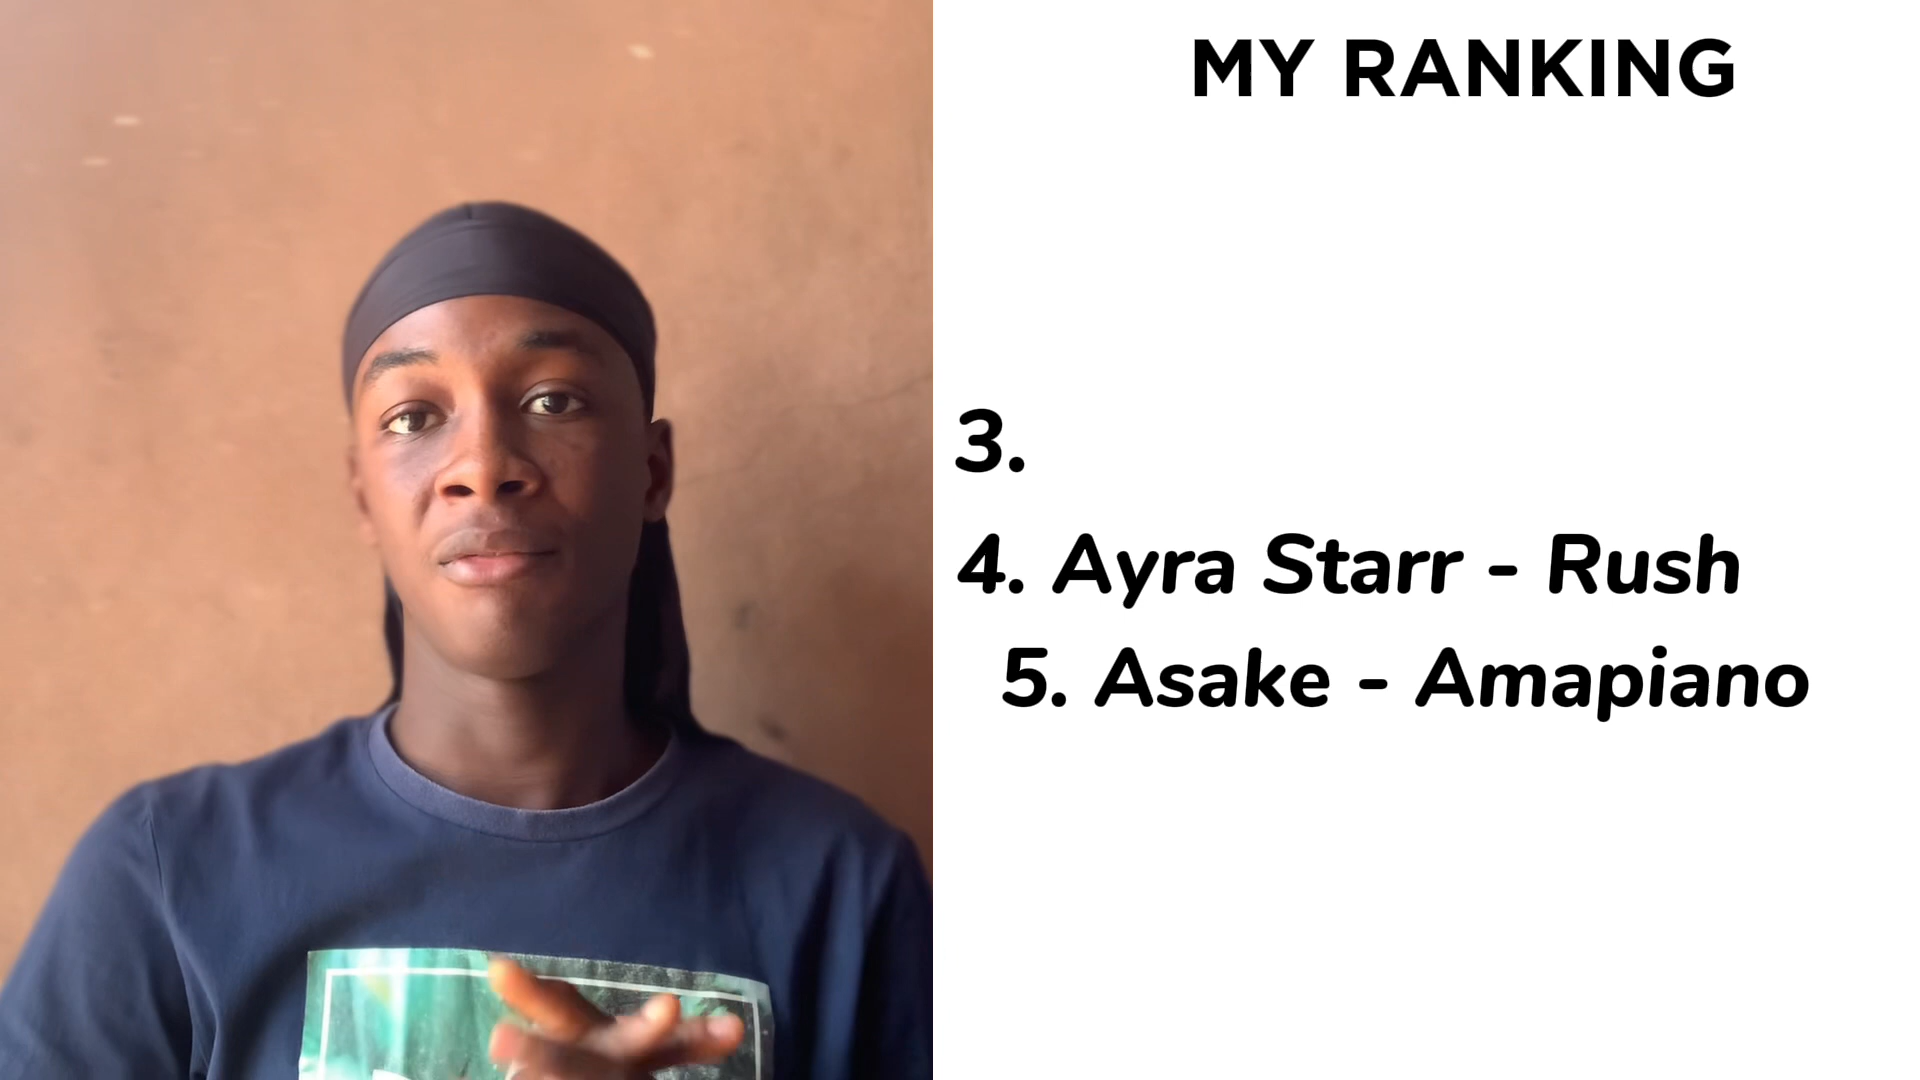 MY RANKING
3.
4. Ayra Starr - Rush
5. Asake - Amapiano